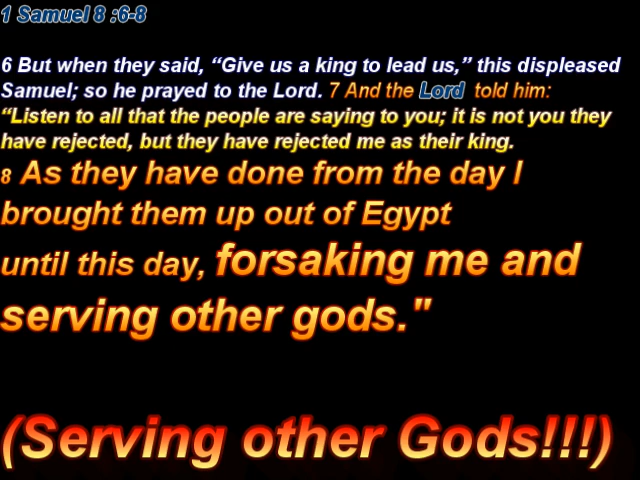 1 Samuel 8 :6-8
6 But when they said, “Give us a king to lead us,” this displeased
Samuel; so he prayed to the Lord. 7 And the Lord told him:
“Listen to all that the people are saying to you; it is not you they
have rejected, but they have rejected me as their king.
8 As they have done from the day I
brought them up out of Egypt
until this day, forsaking me and
serving other gods."
(Serving other Gods!!!)